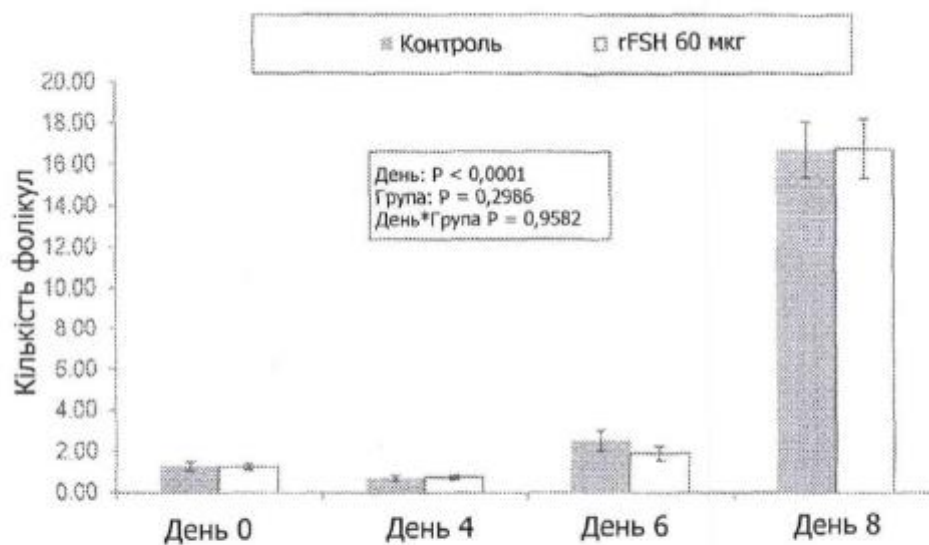 Контроль rFSH 60 мкг
20.00
18.00
16.00
14.00
12.00
10.00
8.00
6.00
4.00
2.00
0.00
Кількість фолікул
День: P < 0,0001
Група: P = 0,2986
День*Група P = 0,9582
День 0 День 4 День 6 День 8